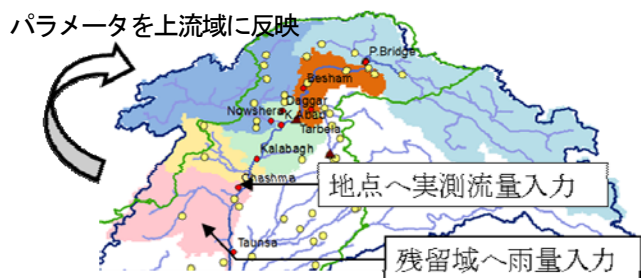 パラメータを上流域に反映
P.Bridge
Besham
Daggar
Nowshera
K.Abad
Tarbela
Kalabagh
Chashma
地点へ実測流量入力
Taunsa
残留域へ雨量入力